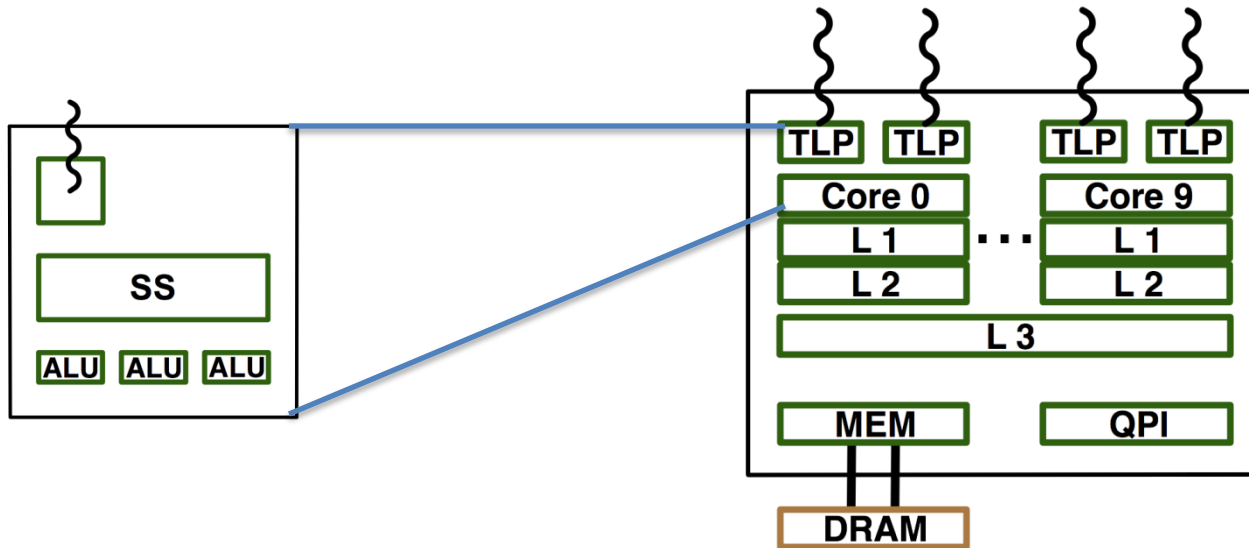 SS
ALU ALU ALU
TLP TLP TLP TLP
Core 0 ... Core 9
L 1 L 1
L 2 L 2
L 3
MEM QPI
DRAM